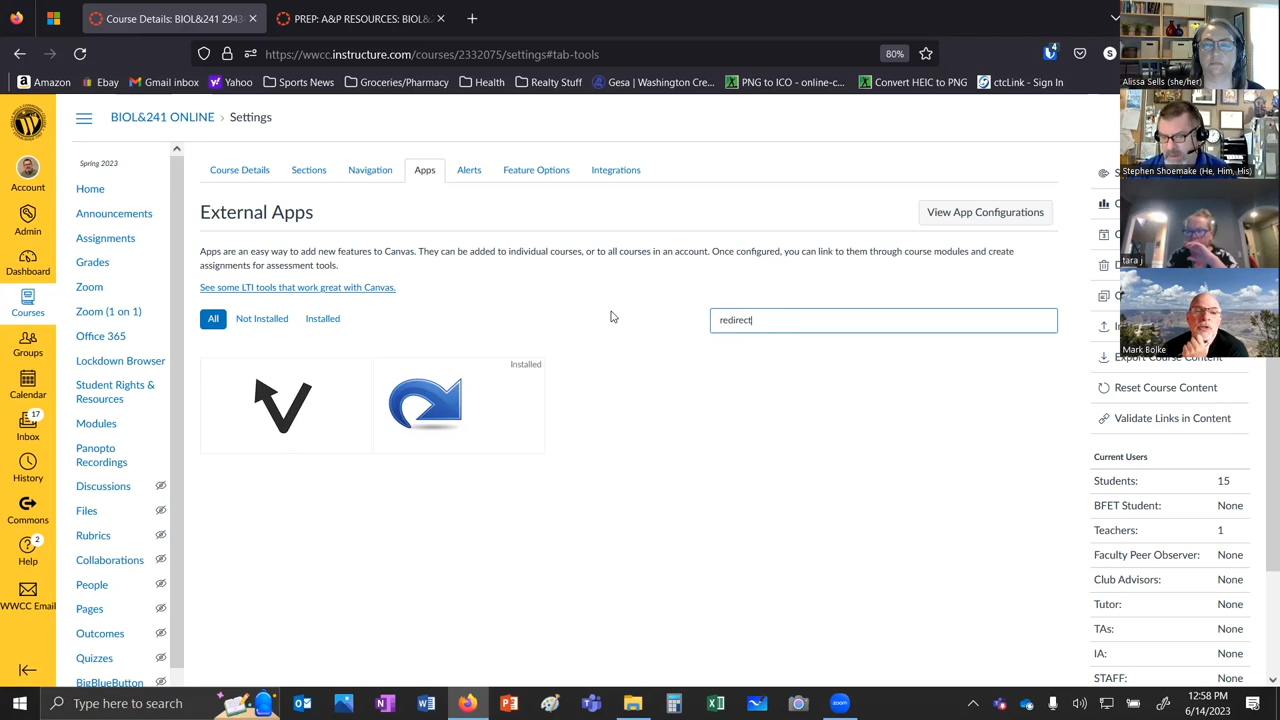 Course Details: BIOL&241 2943
PREP: A&P RESOURCES: BIOL&2
https://wwcc.instructure.com/
/settings#tab-tools
80%
4
S
Amazon
Ebay
Gmail inbox
Yahoo
Sports News
Groceries/Pharma
Entertainment
Realty Stuff
Gesa | Washington C
PNG to ICO - online-c
Convert HEIC to PNG
ctcLink - Sign In
Alissa Sells (she/her)
Stephen Shoemake (He, Him, His)
tara j
Mark Bolke
Account
Admin
Dashboard
Courses
Groups
Calendar
17
Inbox
History
Commons
2
Help
WWCC Email
BIOL&241 ONLINE › Settings
Spring 2023
Home
Announcements
Assignments
Grades
Zoom
Zoom (1 on 1)
Office 365
Lockdown Browser
Student Rights &
Resources
Modules
Panopto
Recordings
Discussions
Files
Rubrics
Collaborations
People
Pages
Outcomes
Quizzes
BigBlueButton
Course Details
Sections
Navigation
Apps
Alerts
Feature Options
Integrations
External Apps
View App Configurations
Apps are an easy way to add new features to Canvas. They can be added to individual courses, or to all courses in an account. Once configured, you can link to them through course modules and create
assignments for assessment tools.
See some LTI tools that work great with Canvas.
All
Not Installed
Installed
redirect
Installed
Export Course Content
Reset Course Content
Validate Links in Content
Current Users
Students: 15
BFET Student: None
Teachers: 1
Faculty Peer Observer: None
Club Advisors: None
Tutor: None
TAs: None
IA: None
STAFF: None
Type here to search
zoom
12:58 PM
6/14/2023